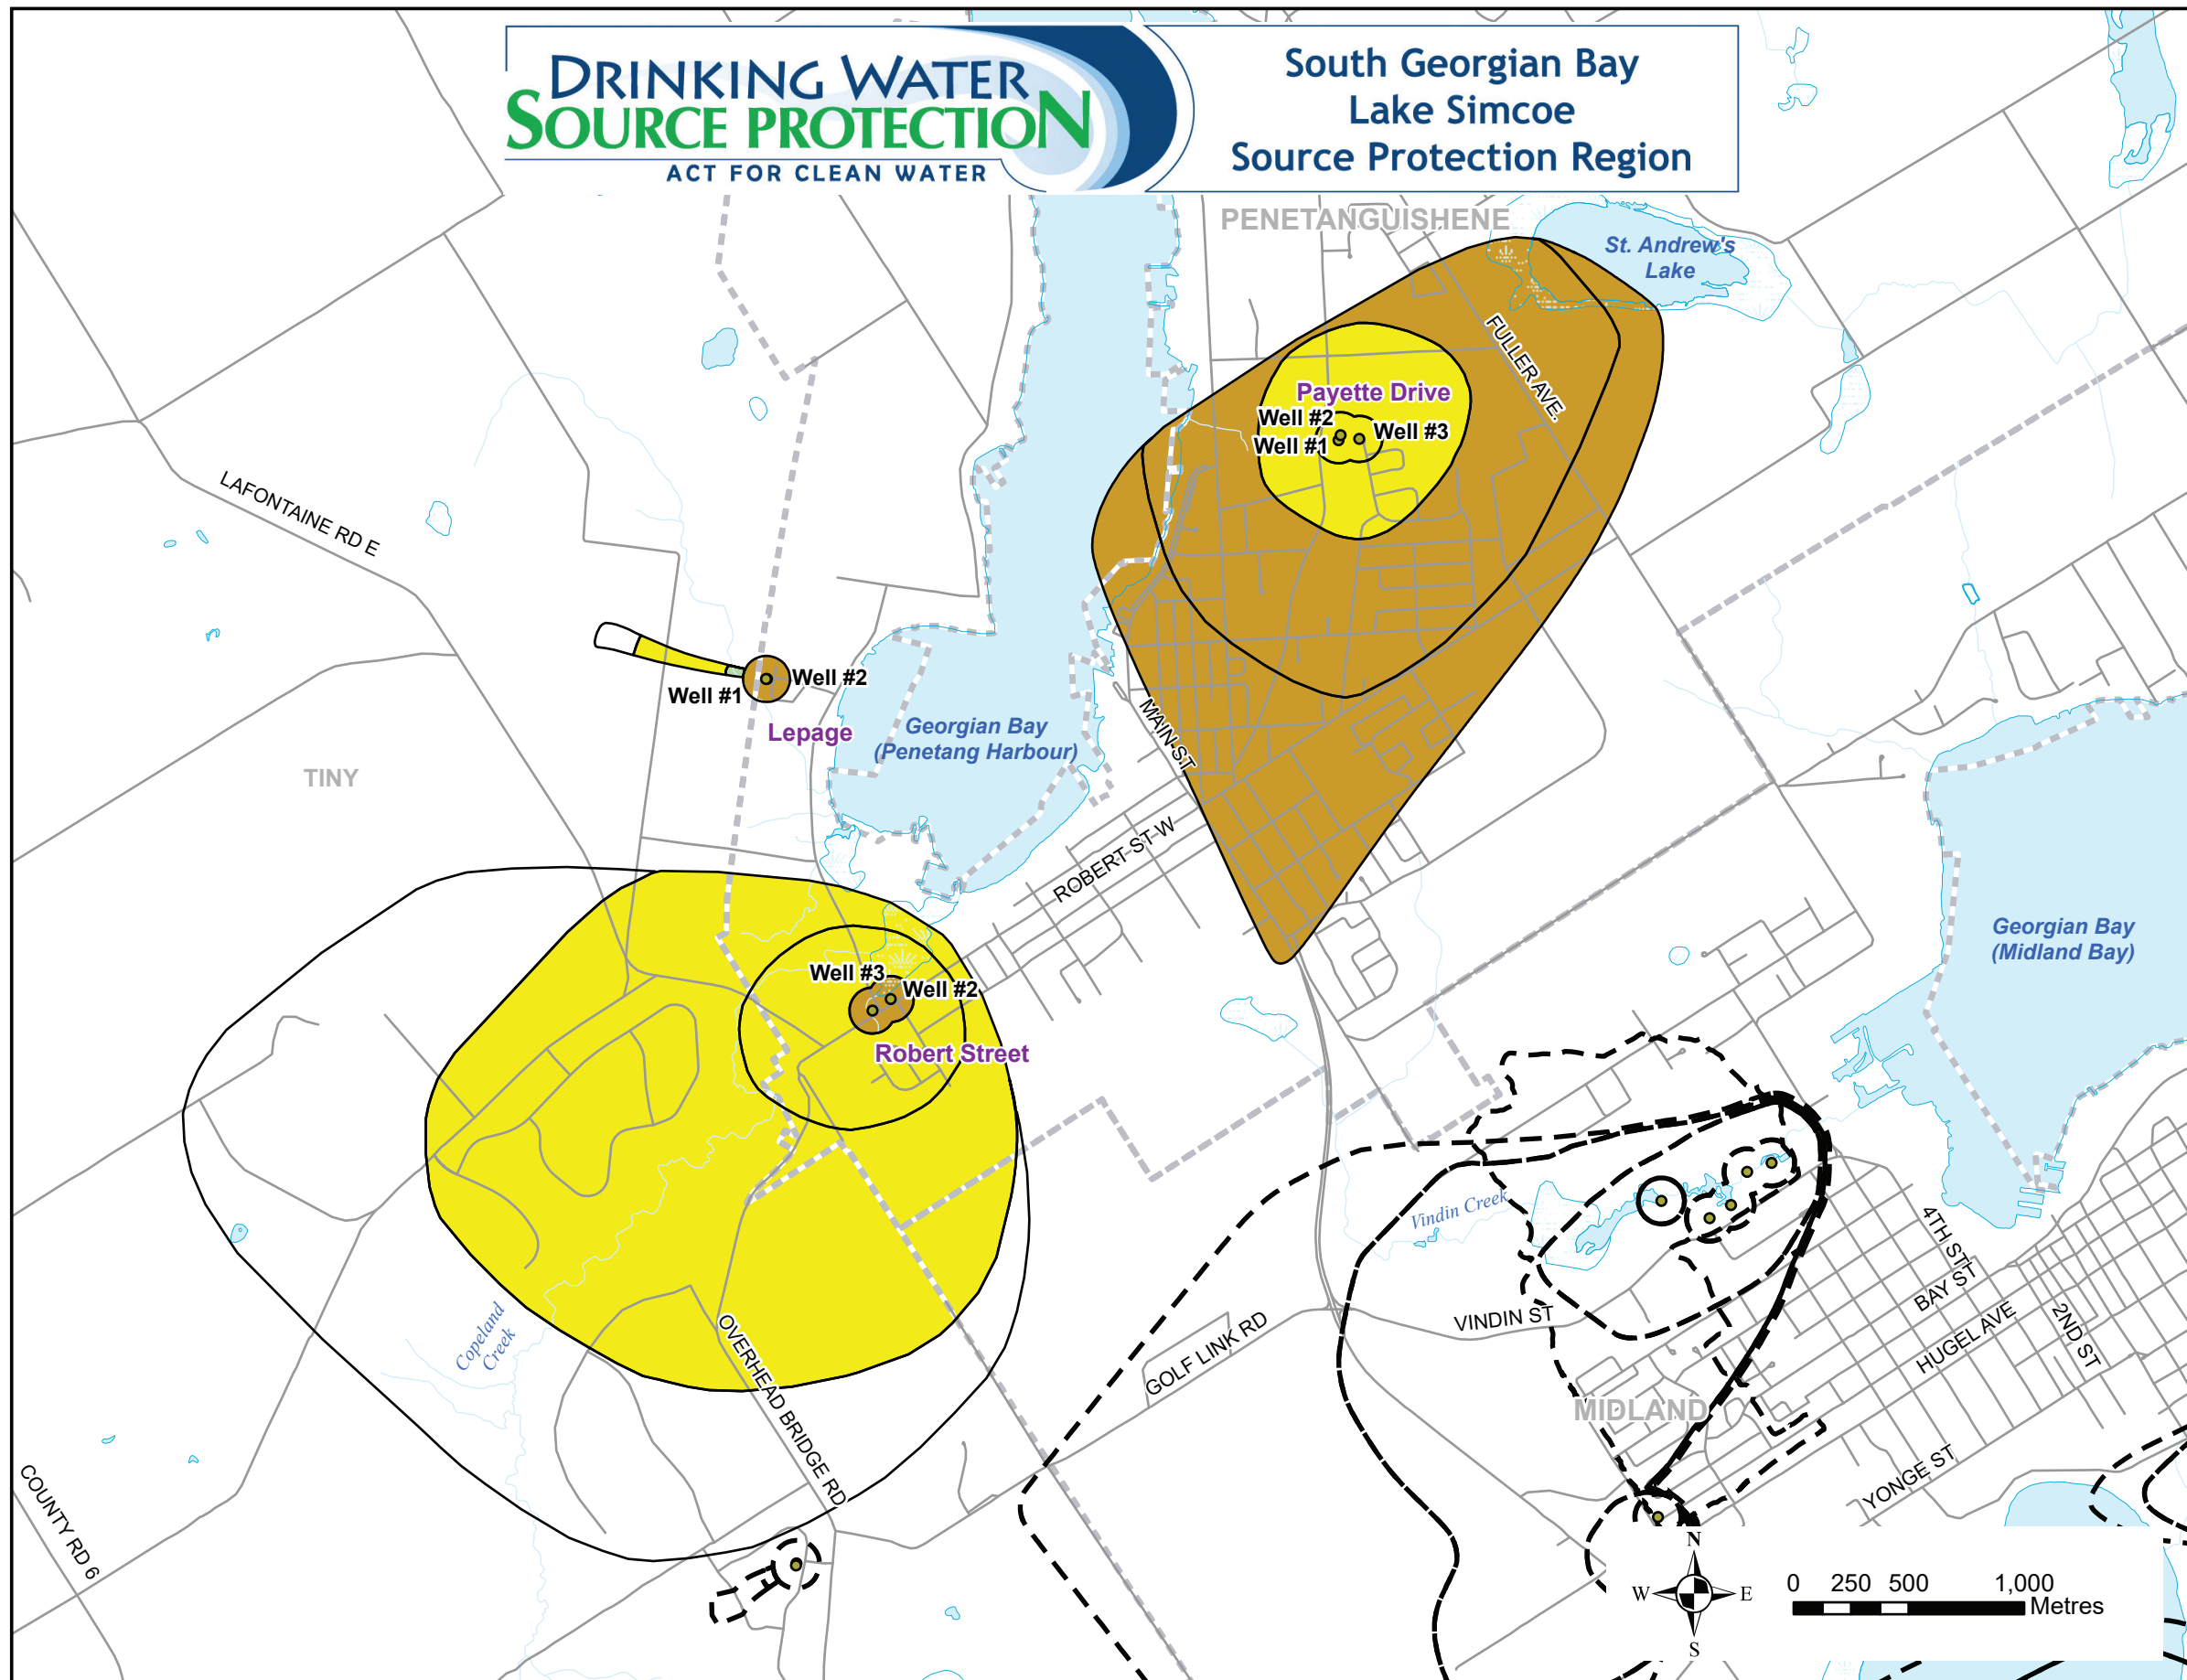 DRINKING WATER
SOURCE PROTECTION
ACT FOR CLEAN WATER
South Georgian Bay
Lake Simcoe
Source Protection Region
PENETANGUISHENE
St. Andrew's
Lake
FULLER AVE.
Payette Drive
Well #2
Well #1
Well #3
LAFONTAINE RD E
Well #2
Well #1
Lepage
Georgian Bay
(Penetang Harbour)
MAIN ST
TINY
ROBERT ST W
Georgian Bay
(Midland Bay)
Well #3
Well #2
Robert Street
Vindin Creek
4TH ST
BAY ST
HUGEL AVE
2ND ST
VINDIN ST
GOLF LINK RD
Copeland
Creek
OVERHEAD BRIDGE RD
MIDLAND
YONGE ST
COUNTY RD 6
N
W E
S
0 250 500 1,000
Metres